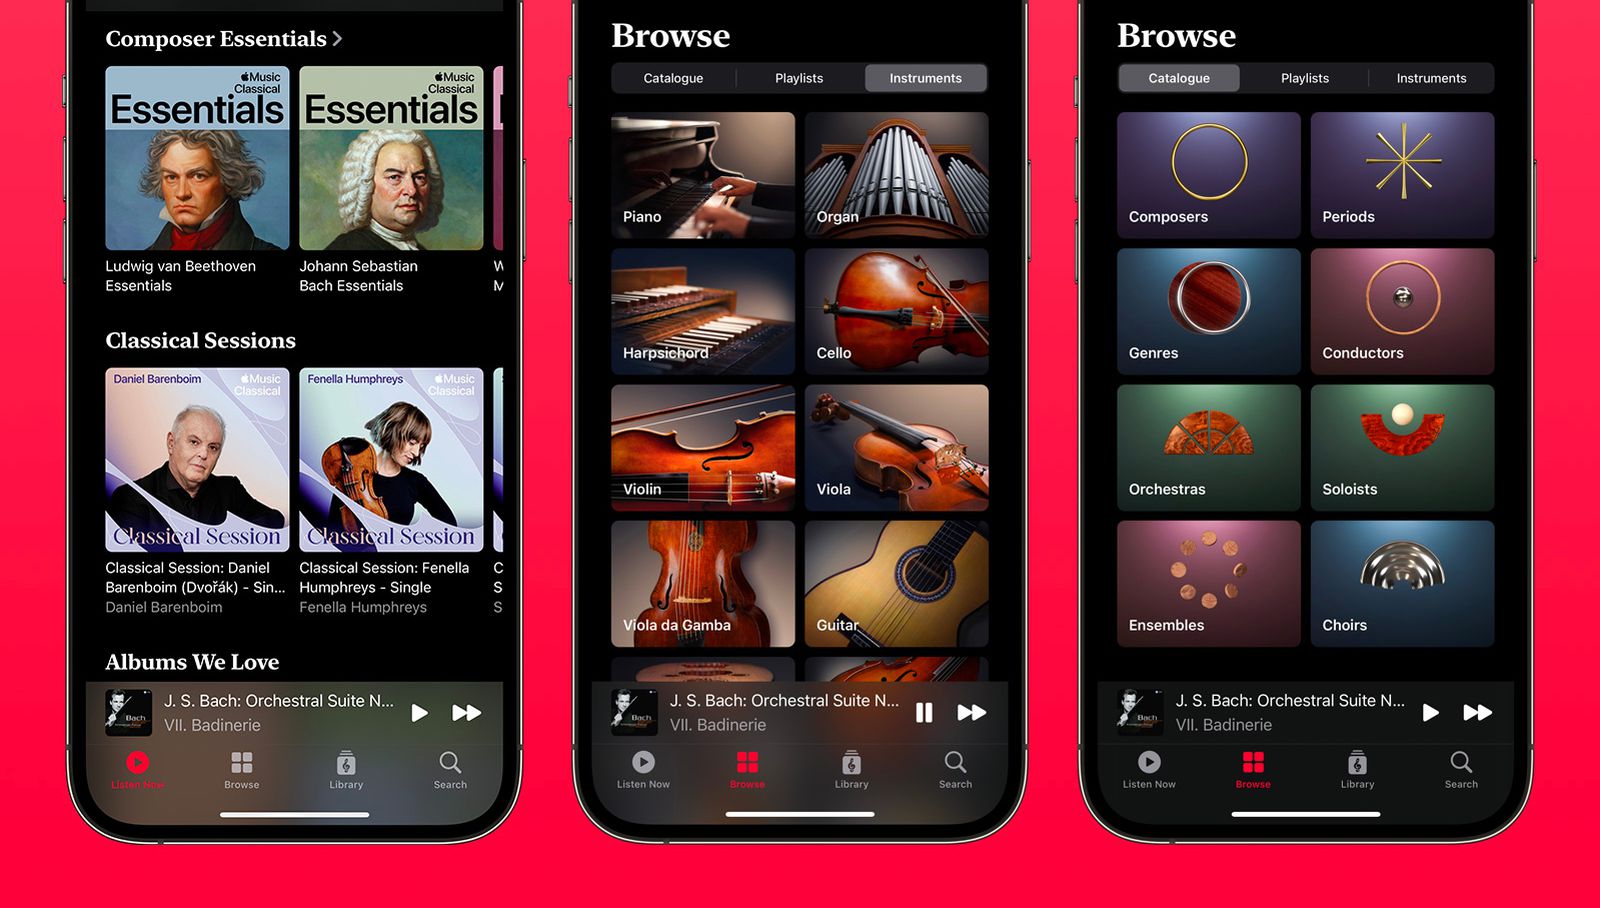 Composer Essentials
Music
Classical
Essentials
Music
Classical
Essentials
Ludwig van Beethoven
Essentials
Johann Sebastian
Bach Essentials
W
M
Classical Sessions
Daniel Barenboim
Music
Classical
Classical Session
Fenella Humphreys
Music
Classical
Classical Session
Classical Session: Daniel
Barenboim (Dvořák) - Sin...
Daniel Barenboim
Classical Session: Fenella
Humphreys - Single
Fenella Humphreys
C
S
S
Albums We Love
Bach
J. S. Bach: Orchestral Suite N...
VII. Badinerie
Listen Now
Browse
Library
Search
Browse
Catalogue
Playlists
Instruments
Piano
Organ
Harpsichord
Cello
Violin
Viola
Viola da Gamba
Guitar
Bach
J. S. Bach: Orchestral Suite N...
VII. Badinerie
Listen Now
Browse
Library
Search
Browse
Catalogue
Playlists
Instruments
Composers
Periods
Genres
Conductors
Orchestras
Soloists
Ensembles
Choirs
Bach
J. S. Bach: Orchestral Suite N...
VII. Badinerie
Listen Now
Browse
Library
Search